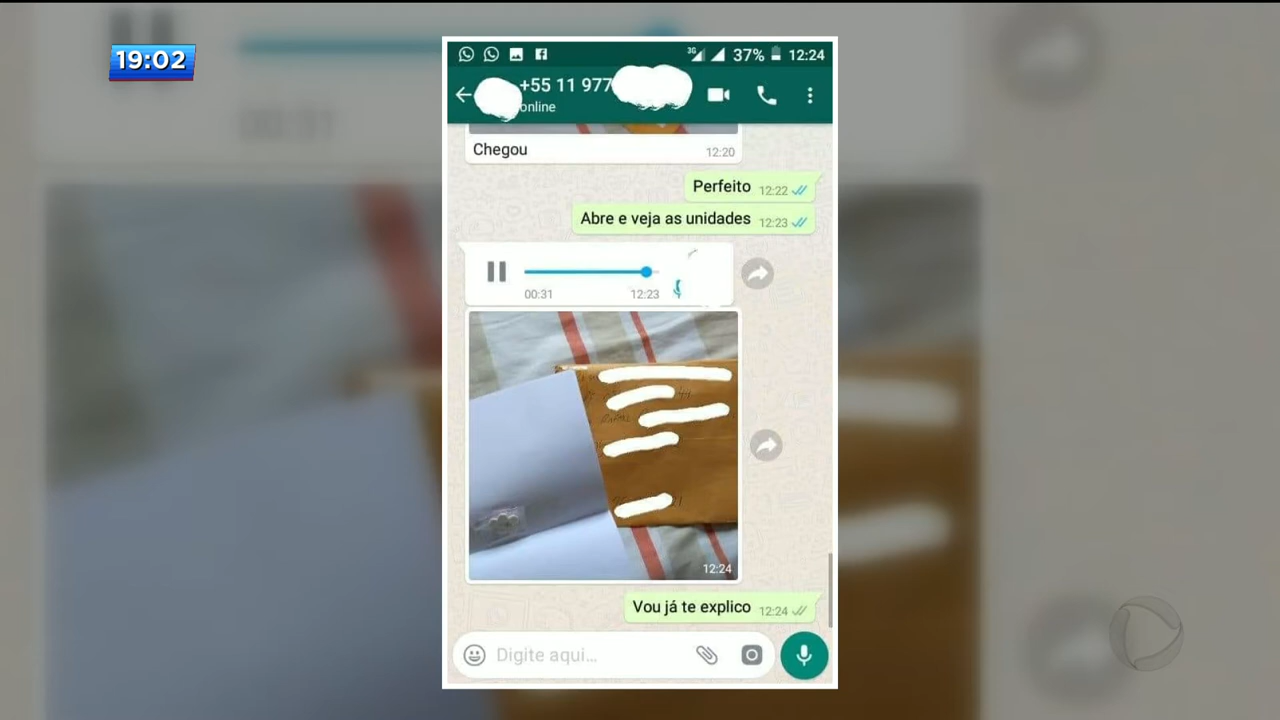 19:02
3G 37% 12:24
+55 11 977
online
Chegou 12:20
Perfeito 12:22
Abre e veja as unidades 12:23
00:31 12:23
12:24
Vou já te explico 12:24
Digite aqui...